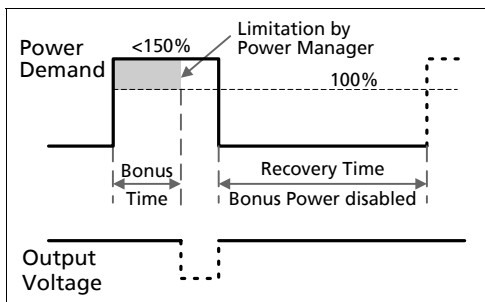 Power
Demand
<150%
Limitation by
Power Manager
100%
Bonus
Time
Recovery Time
Bonus Power disabled
Output
Voltage